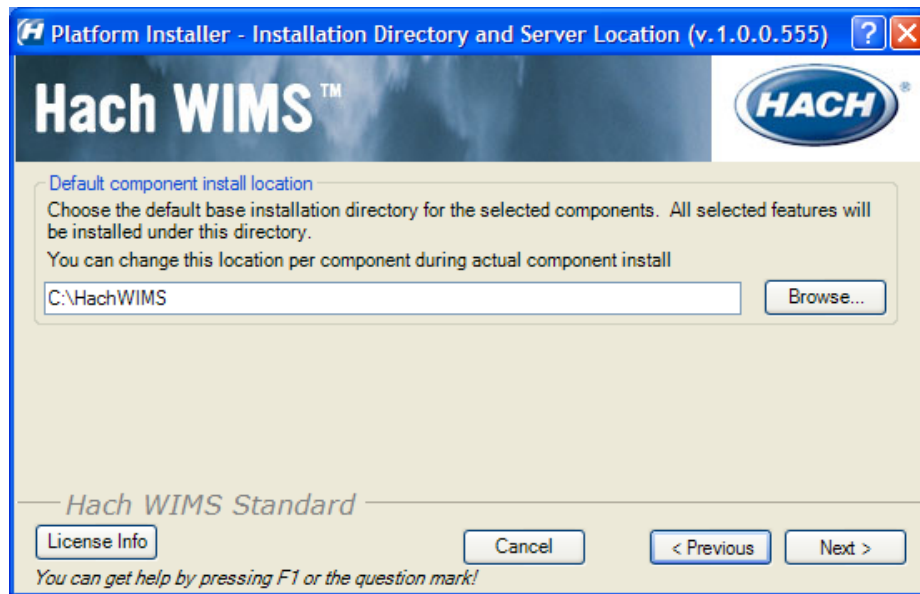 Platform Installer - Installation Directory and Server Location (v.1.0.0.555)
Hach WIMS™
HACH®
Default component install location
Choose the default base installation directory for the selected components. All selected features will
be installed under this directory.
You can change this location per component during actual component install
C:\HachWIMS
Browse...
Hach WIMS Standard
License Info
Cancel
< Previous
Next >
You can get help by pressing F1 or the question mark!